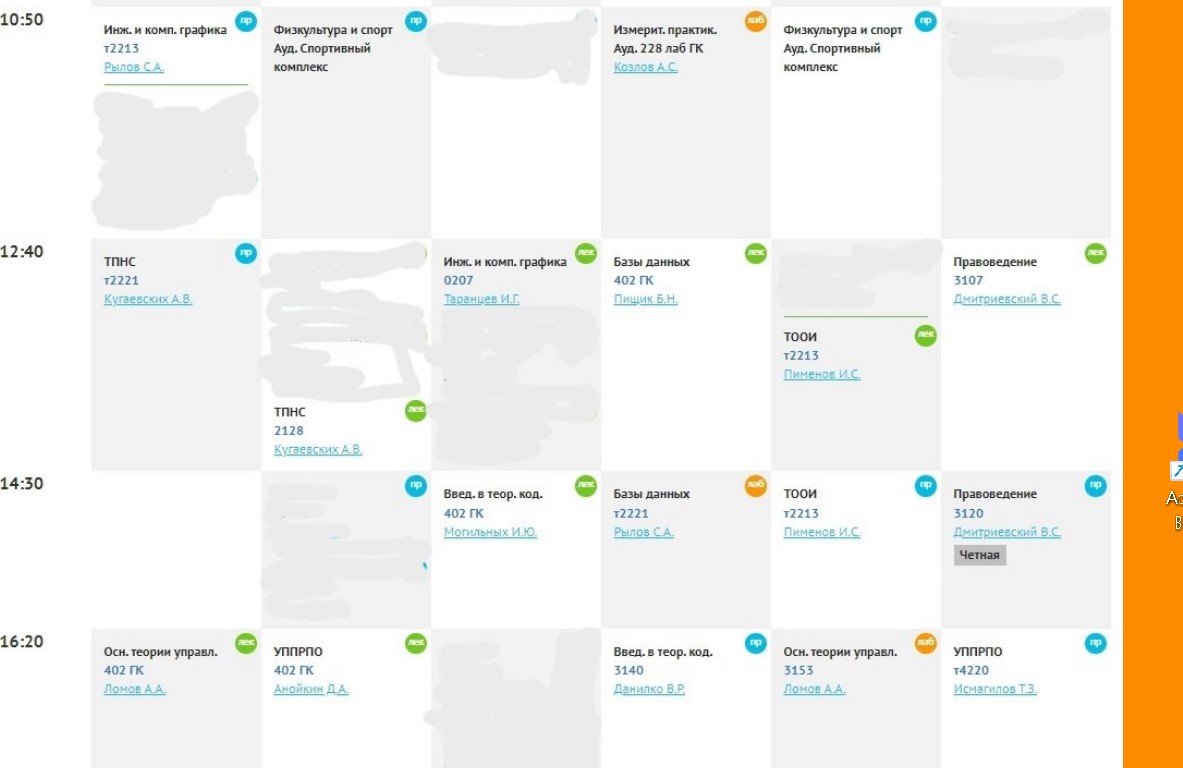 10:50
Инж. и комп. графика
пр
т2213
Рылов С.А.
Физкультура и спорт
пр
Ауд. Спортивный
комплекс
Измерит. практик.
лаб
Ауд. 228 лаб ГК
Козлов А.С.
Физкультура и спорт
пр
Ауд. Спортивный
комплекс
12:40
ТПНС
пр
т2221
Кугаевских А.В.
ТПНС
лек
2128
Кугаевских А.В.
Инж. и комп. графика
лек
0207
Таранцев И.Г.
Базы данных
лек
402 ГК
Пищик Б.Н.
ТООИ
лек
т2213
Пименов И.С.
Правоведение
лек
3107
Дмитриевский В.С.
14:30
пр
Введ. в теор. код.
лек
402 ГК
Могильных И.Ю.
Базы данных
лаб
т2221
Рылов С.А.
ТООИ
пр
т2213
Пименов И.С.
Правоведение
пр
3120
Дмитриевский В.С.
Четная
16:20
Осн. теории управл.
лек
402 ГК
Ломов А.А.
УППРПО
лек
402 ГК
Анойкин Д.А.
Введ. в теор. код.
пр
3140
Данилко В.Р.
Осн. теории управл.
лаб
3153
Ломов А.А.
УППРПО
пр
т4220
Исмагилов Т.З.